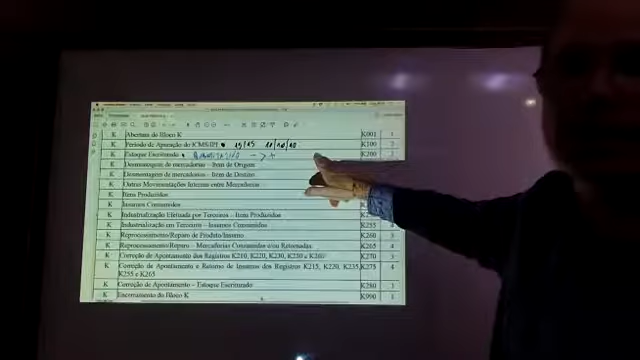 K Abertura do Bloco K K001 1
K Período de Apuração do ICMS/IPI K100 2
K Estoque Escriturado K200 3
K Desmontagem de mercadorias – Item de Origem
K Desmontagem de mercadorias – Item de Destino
K Outras Movimentações Internas entre Mercadorias
K Itens Produzidos
K Insumos Consumidos
K Industrialização Efetuada por Terceiros – Itens Produzidos
K Industrialização em Terceiros – Insumos Consumidos K255 4
K Reprocessamento/Reparo de Produto/Insumo K260 3
K Reprocessamento/Reparo – Mercadorias Consumidas e/ou Retornadas K265 4
K Correção de Apontamento dos Registros K210, K220, K230, K250 e K260 K270 3
K Correção de Apontamento e Retorno de Insumos dos Registros K215, K220, K235, K275 4
K255 e K265
K Correção de Apontamento – Estoque Escriturado K280 3
K Encerramento do Bloco K K990 1